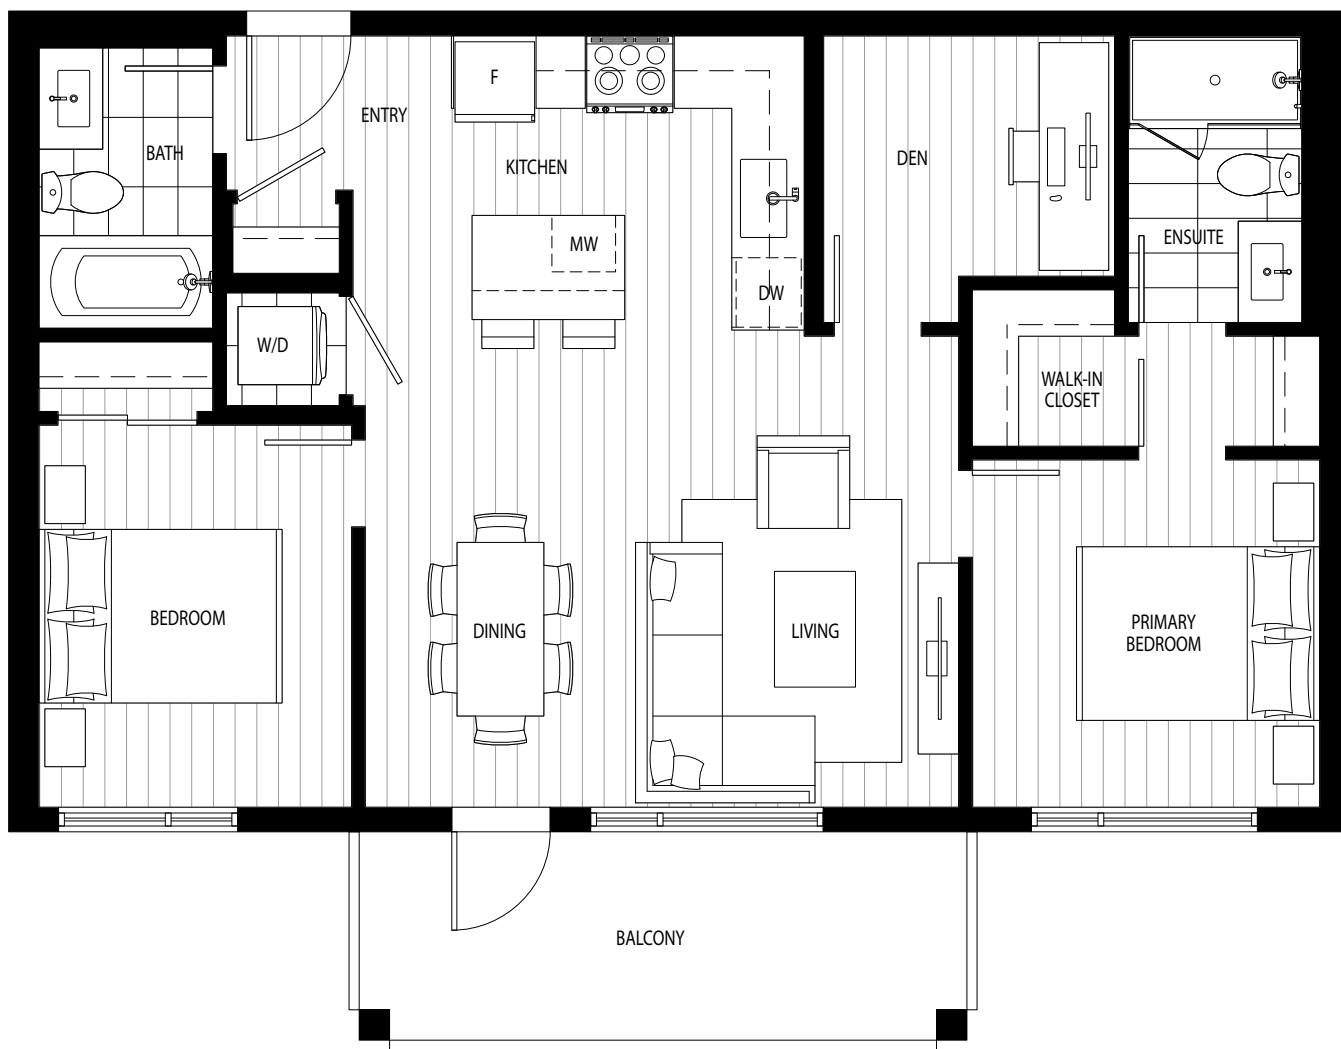 F
ENTRY
BATH
KITCHEN
DEN
ENSUITE
MW
DW
W/D
WALK-IN
CLOSET
BEDROOM
DINING
LIVING
PRIMARY
BEDROOM
BALCONY